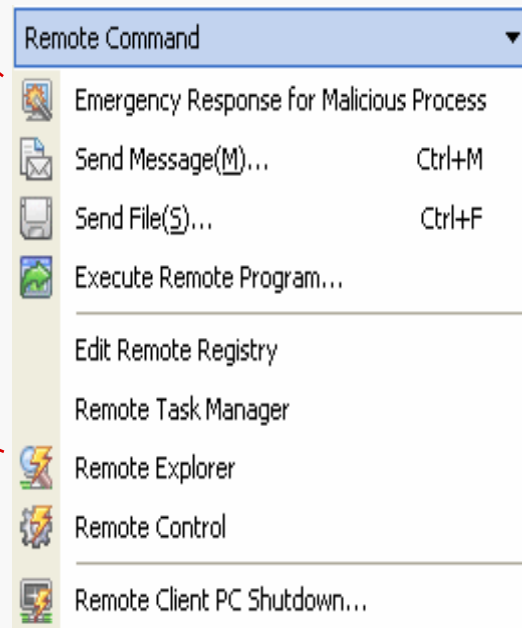 Remote Command
Emergency Response for Malicious Process
Send Message(M)... Ctrl+M
Send File(S)... Ctrl+F
Execute Remote Program...
Edit Remote Registry
Remote Task Manager
Remote Explorer
Remote Control
Remote Client PC Shutdown...